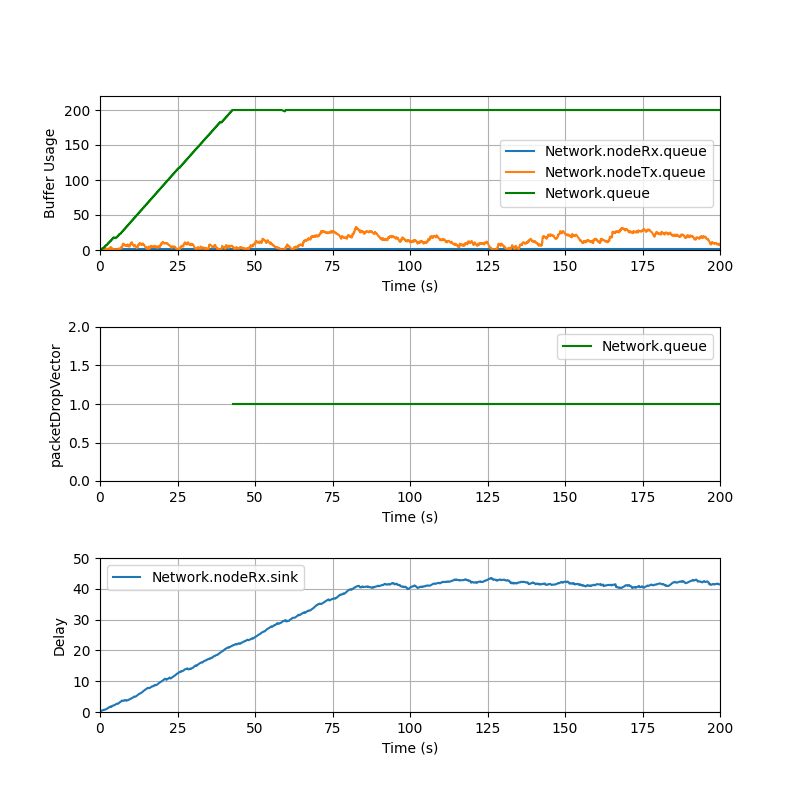 200
150
100
50
0
Buffer Usage
Network.nodeRx.queue
Network.nodeTx.queue
Network.queue
0 25 50 75 100 125 150 175 200
Time (s)
2.0
1.5
1.0
0.5
0.0
packetDropVector
Network.queue
0 25 50 75 100 125 150 175 200
Time (s)
50
40
30
20
10
0
Delay
Network.nodeRx.sink
0 25 50 75 100 125 150 175 200
Time (s)